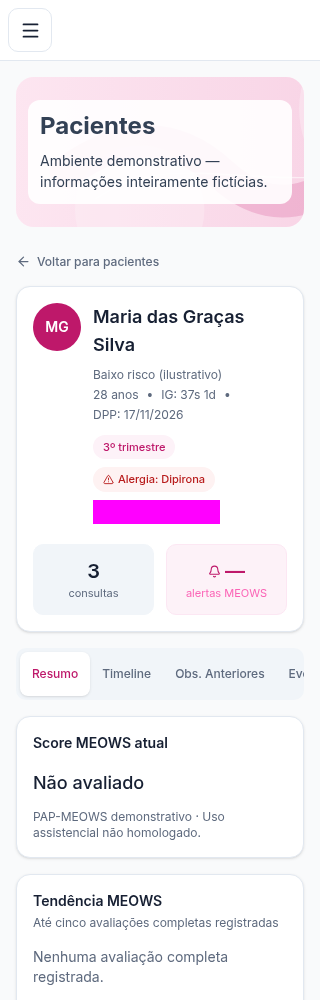 Pacientes
Ambiente demonstrativo —
informações inteiramente fictícias.
Voltar para pacientes
MG
Maria das Graças
Silva
Baixo risco (ilustrativo)
28 anos • IG: 37s 1d •
DPP: 17/11/2026
3º trimestre
Alergia: Dipirona
3
consultas
—
alertas MEOWS
Resumo
Timeline
Obs. Anteriores
Score MEOWS atual
Não avaliado
PAP-MEOWS demonstrativo · Uso
assistencial não homologado.
Tendência MEOWS
Até cinco avaliações completas registradas
Nenhuma avaliação completa
registrada.